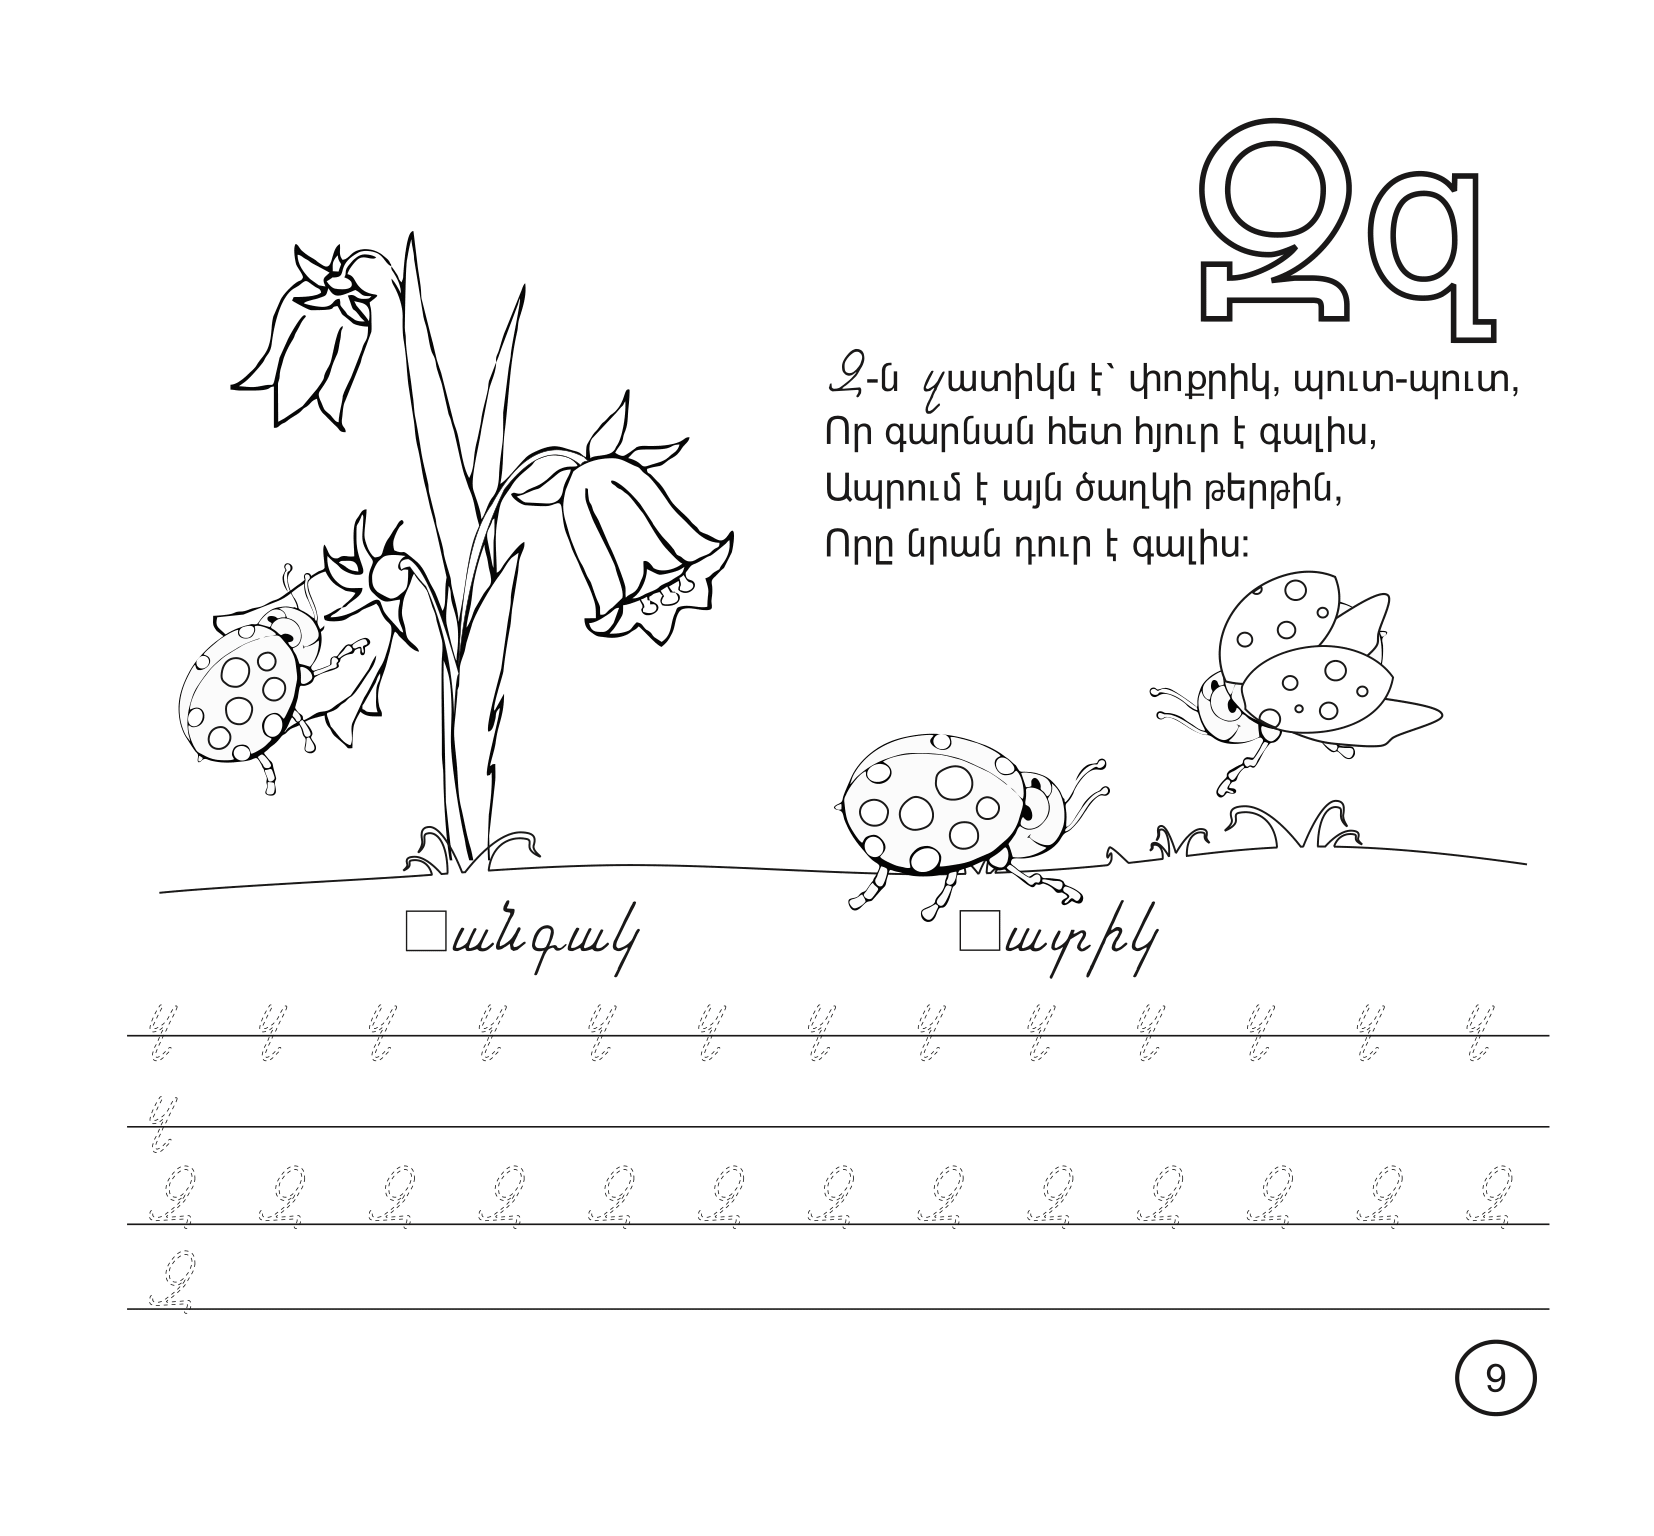 Զզ
Զ-ն զատիկն է՝ փոքրիկ, պուտ-պուտ,
Որ գարնան հետ հյուր է գալիս,
Ապրում է այն ծաղկի թերթին,
Որը նրան դուր է գալիս։
□անգակ □ատիկ
զ զ զ զ զ զ զ զ զ զ զ զ զ
զ
Զ Զ Զ Զ Զ Զ Զ Զ Զ Զ Զ Զ Զ
Զ
9